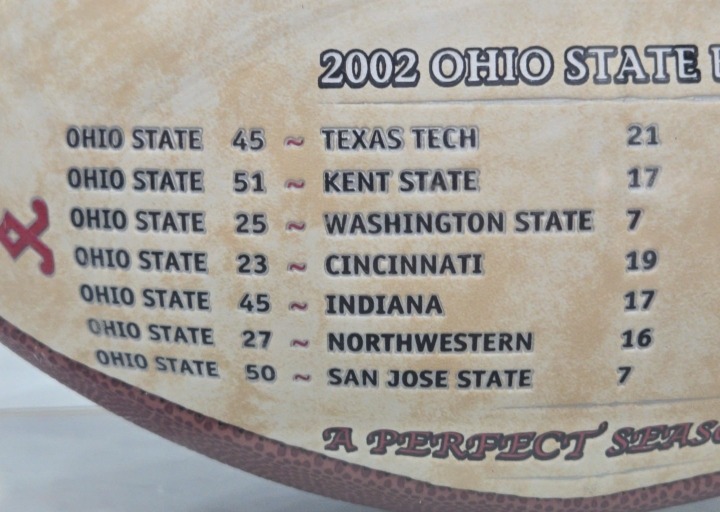 2002 OHIO STATE
OHIO STATE 45 ~ TEXAS TECH 21
OHIO STATE 51 ~ KENT STATE 17
OHIO STATE 25 ~ WASHINGTON STATE 7
OHIO STATE 23 ~ CINCINNATI 19
OHIO STATE 45 ~ INDIANA 17
OHIO STATE 27 ~ NORTHWESTERN 16
OHIO STATE 50 ~ SAN JOSE STATE 7
A PERFECT SEAS